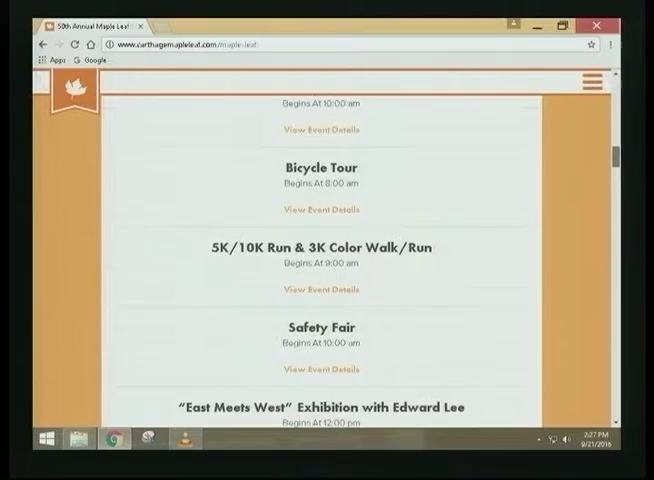 50th Annual Maple Leaf
www.carthagemapleleaf.com/maple-leaf
Apps
Google
Begins At 10:00 am
View Event Details
Bicycle Tour
Begins At 8:00 am
View Event Details
5K/10K Run & 3K Color Walk/Run
Begins At 9:00 am
View Event Details
Safety Fair
Begins At 10:00 am
View Event Details
“East Meets West” Exhibition with Edward Lee
Begins At 12:00 pm
2:27 PM
9/21/2016